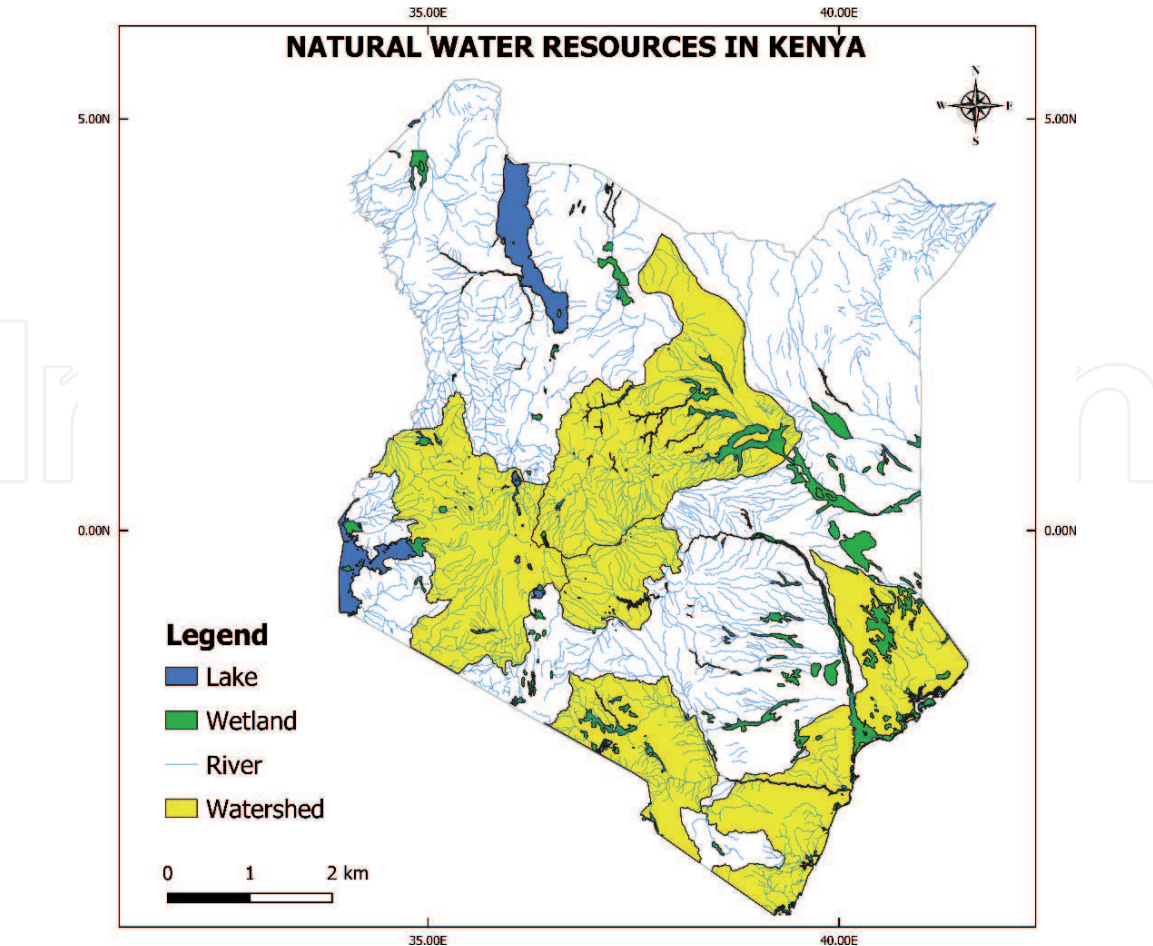 35.00E 40.00E
NATURAL WATER RESOURCES IN KENYA
N
W E
S
5.00N 5.00N
0.00N 0.00N
Legend
Lake
Wetland
River
Watershed
0 1 2 km
35.00E 40.00E